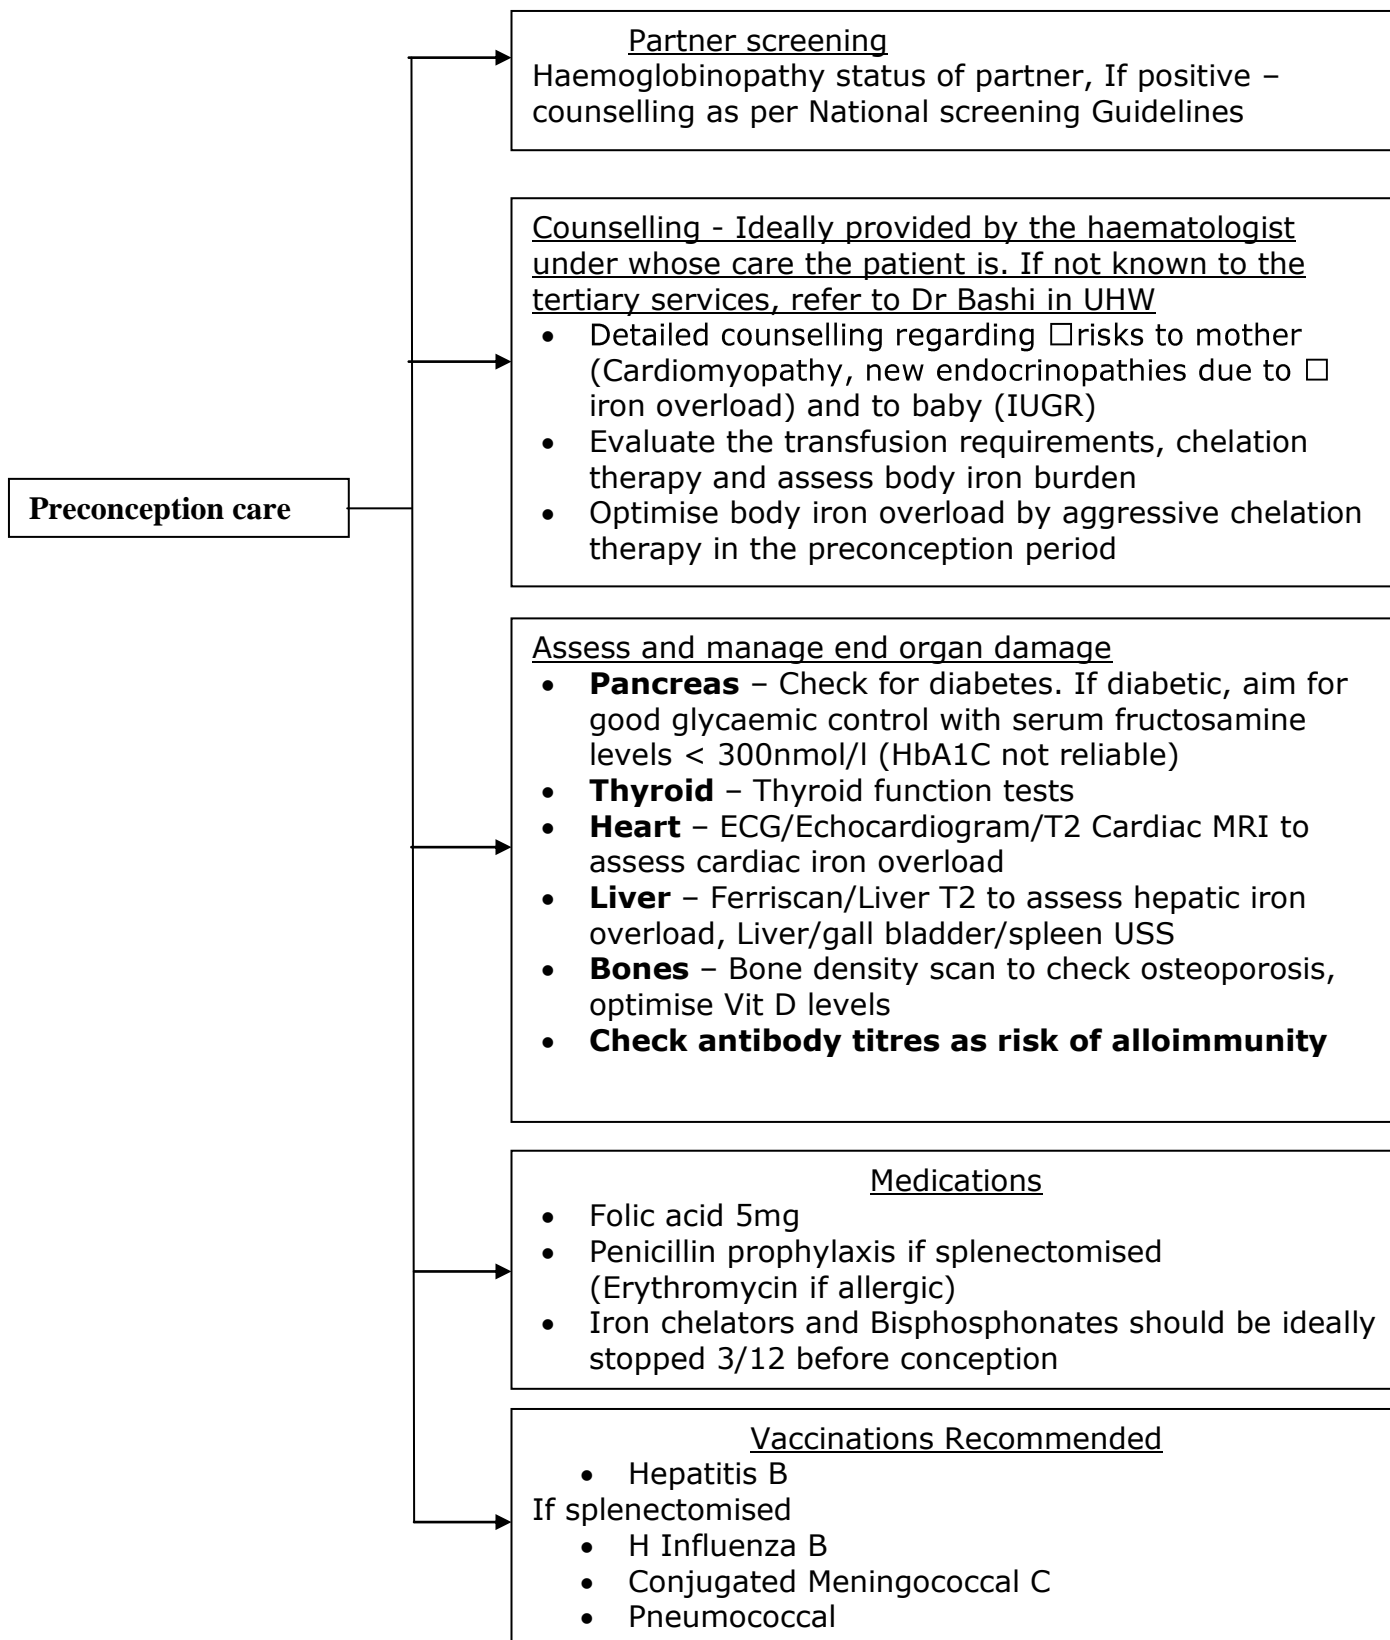 Partner screening
Haemoglobinopathy status of partner, If positive –
counselling as per National screening Guidelines
Counselling - Ideally provided by the haematologist
under whose care the patient is. If not known to the
tertiary services, refer to Dr Bashi in UHW
• Detailed counselling regarding □risks to mother
(Cardiomyopathy, new endocrinopathies due to □
iron overload) and to baby (IUGR)
• Evaluate the transfusion requirements, chelation
therapy and assess body iron burden
• Optimise body iron overload by aggressive chelation
therapy in the preconception period
Preconception care
Assess and manage end organ damage
• Pancreas – Check for diabetes. If diabetic, aim for
good glycaemic control with serum fructosamine
levels < 300nmol/l (HbA1C not reliable)
• Thyroid – Thyroid function tests
• Heart – ECG/Echocardiogram/T2 Cardiac MRI to
assess cardiac iron overload
• Liver – Ferriscan/Liver T2 to assess hepatic iron
overload, Liver/gall bladder/spleen USS
• Bones – Bone density scan to check osteoporosis,
optimise Vit D levels
• Check antibody titres as risk of alloimmunity
Medications
• Folic acid 5mg
• Penicillin prophylaxis if splenectomised
(Erythromycin if allergic)
• Iron chelators and Bisphosphonates should be ideally
stopped 3/12 before conception
Vaccinations Recommended
• Hepatitis B
If splenectomised
• H Influenza B
• Conjugated Meningococcal C
• Pneumococcal